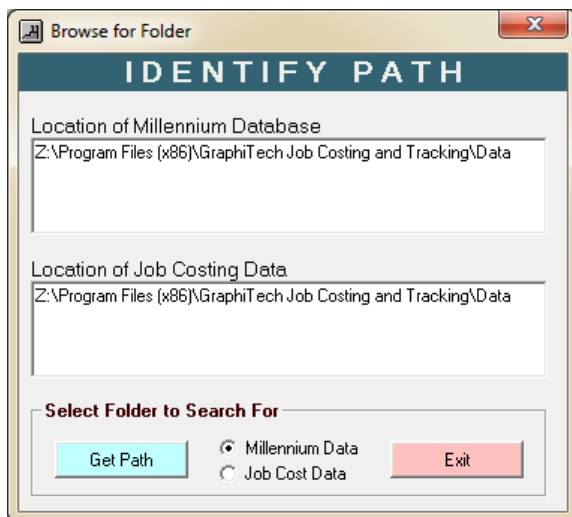 Browse for Folder
IDENTIFY PATH
Location of Millennium Database
Z:\Program Files (x86)\GraphiTech Job Costing and Tracking\Data
Location of Job Costing Data
Z:\Program Files (x86)\GraphiTech Job Costing and Tracking\Data
Select Folder to Search For
Get Path
Millennium Data
Job Cost Data
Exit